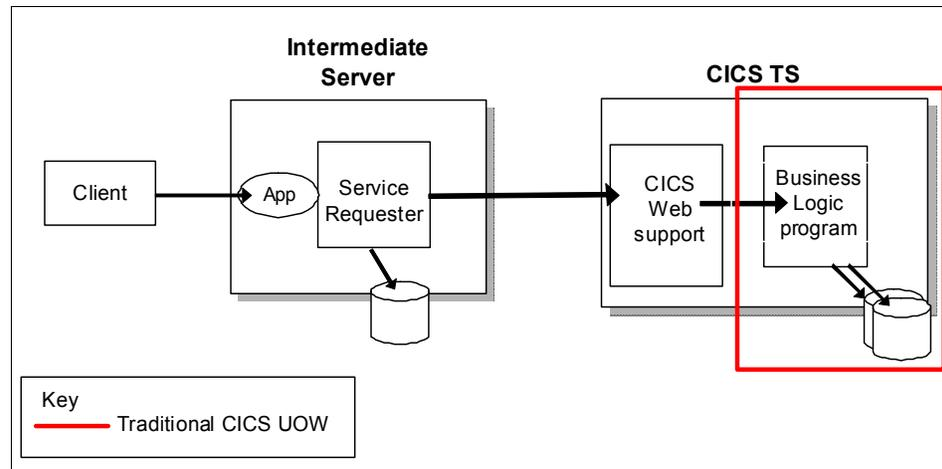 Intermediate
Server
CICS TS
Client
App
Service
Requester
CICS
Web
support
Business
Logic
program
Key
Traditional CICS UOW